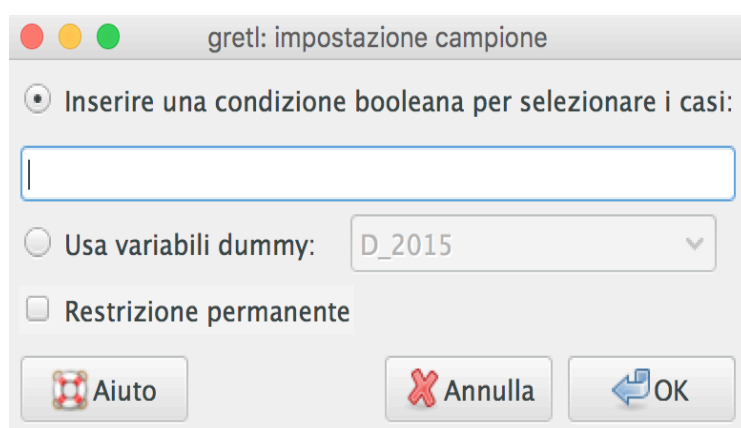 gretl: impostazione campione
Inserire una condizione booleana per selezionare i casi:
Usa variabili dummy: D_2015
Restrizione permanente
Aiuto Annulla OK